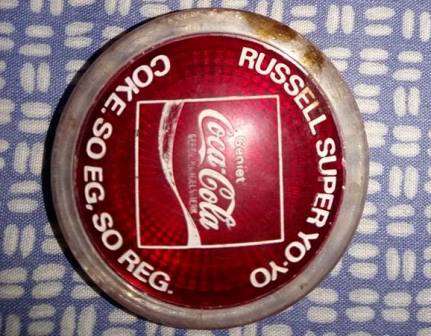 RUSSELL SUPER YO-YO
Geniet
Coca-Cola
COKE. SO EG, SO REG.